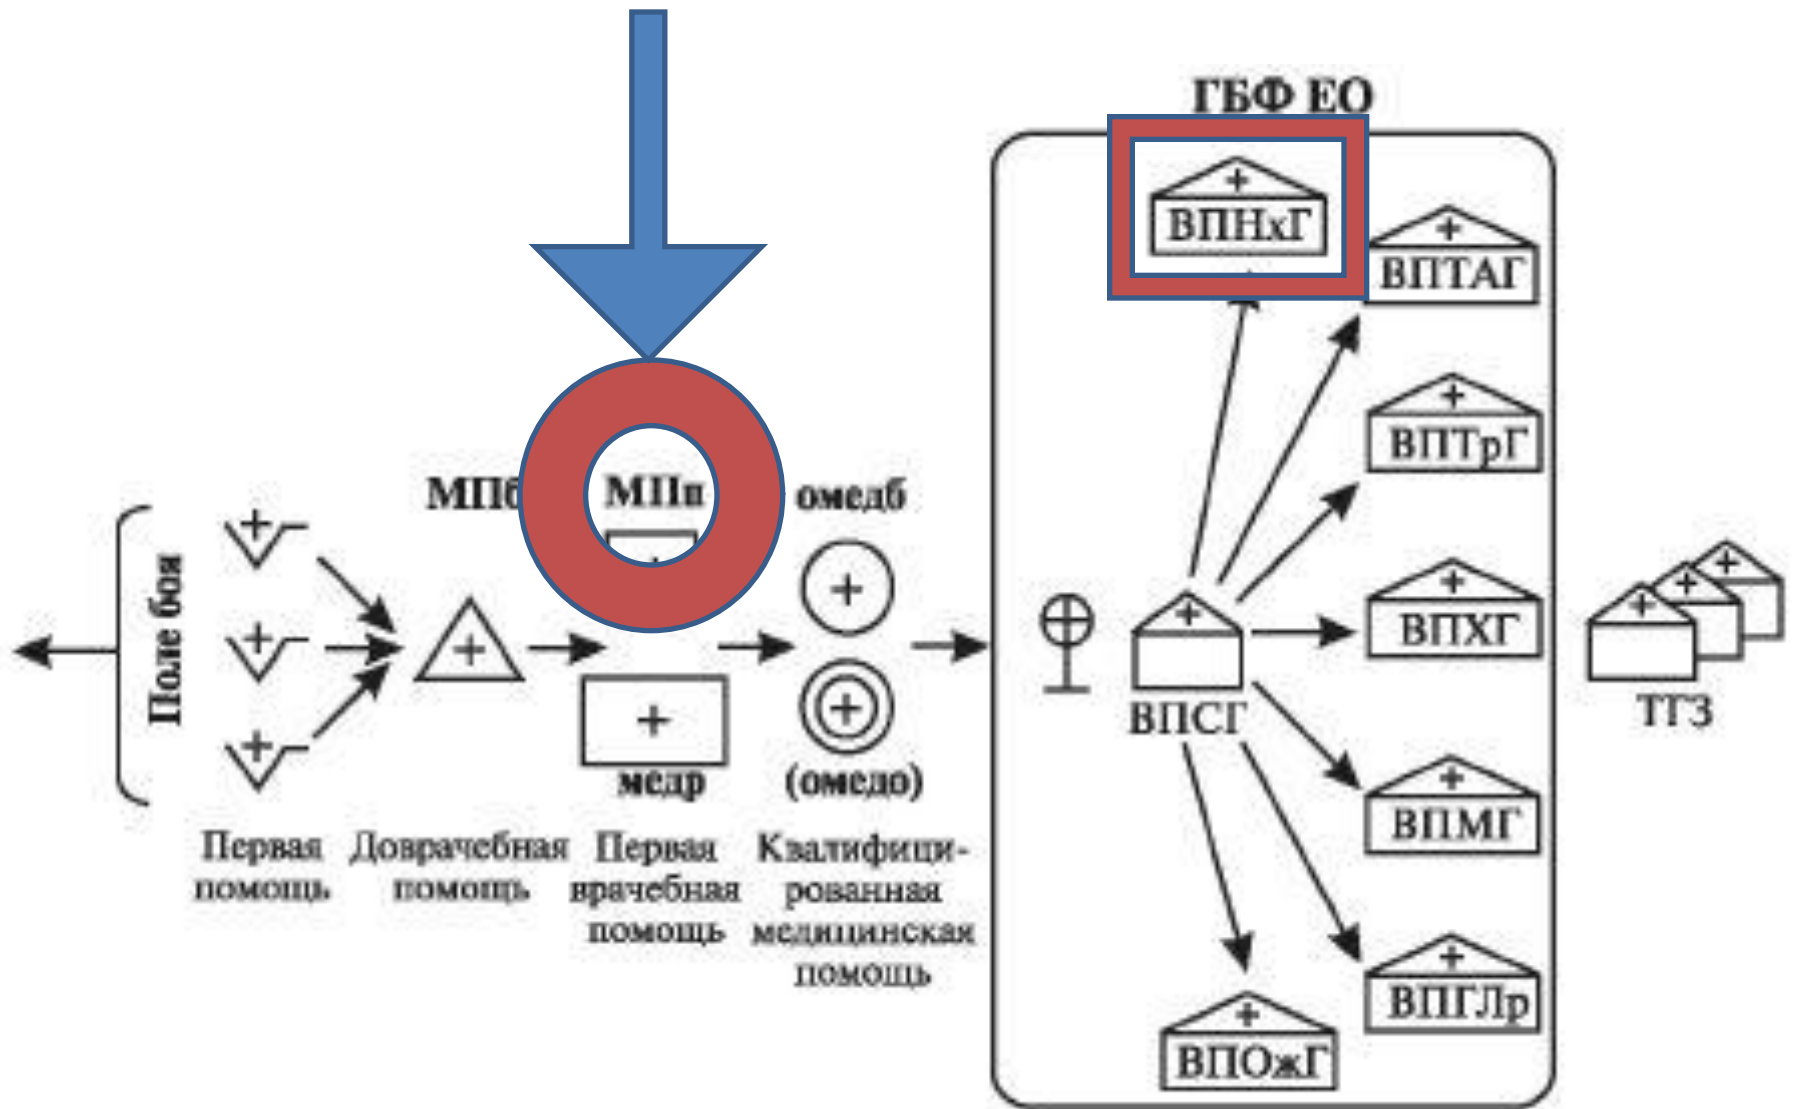 ГБФ ЕО
ВПНхГ
ВПТАГ
ВПТрГ
ВПХГ
ВПМГ
ВПГЛр
ВПОжГ
ВПСГ
ТГЗ
Поле боя
МПб
МПп
омедб
медр
(омедо)
Первая
помощь
Доврачебная
помощь
Первая
врачебная
помощь
Квалифици-
рованная
медицинская
помощь